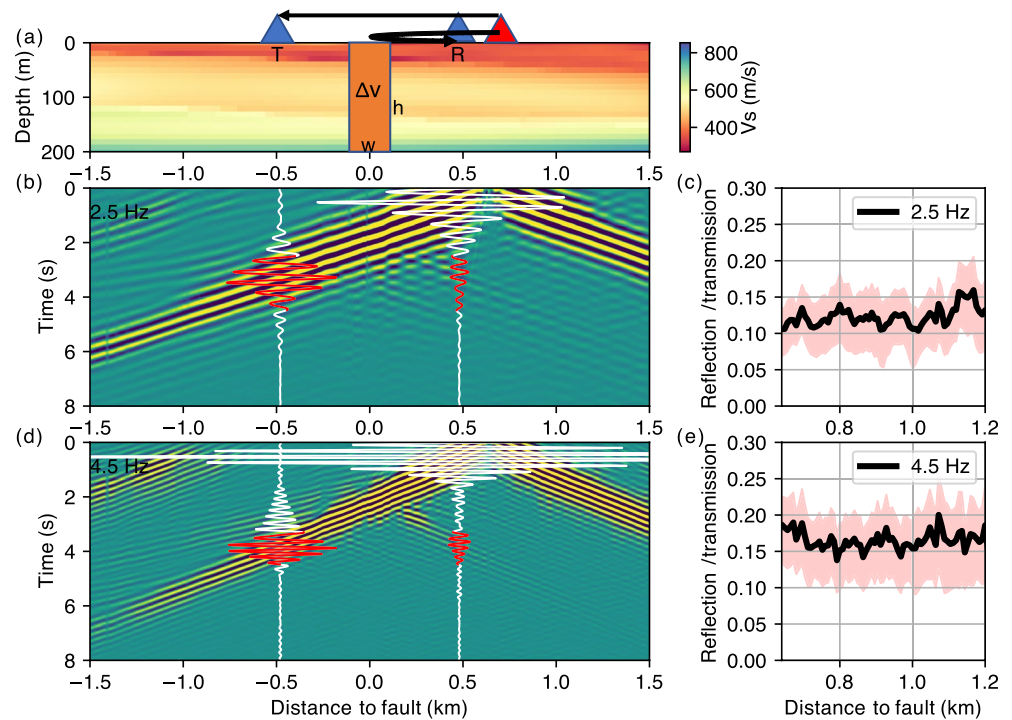 (a)
T
R
Δv
h
w
Depth (m)
0
100
200
−1.5
−1.0
−0.5
0.0
0.5
1.0
1.5
800
600
400
Vs (m/s)
(b)
2.5 Hz
Time (s)
0
2
4
6
8
−1.5
−1.0
−0.5
0.0
0.5
1.0
1.5
(c)
2.5 Hz
Reflection /transmission
0.30
0.25
0.20
0.15
0.10
0.05
0.00
0.8
1.0
1.2
(d)
4.5 Hz
Time (s)
0
2
4
6
8
−1.5
−1.0
−0.5
0.0
0.5
1.0
1.5
Distance to fault (km)
(e)
4.5 Hz
Reflection /transmission
0.30
0.25
0.20
0.15
0.10
0.05
0.00
0.8
1.0
1.2
Distance to fault (km)